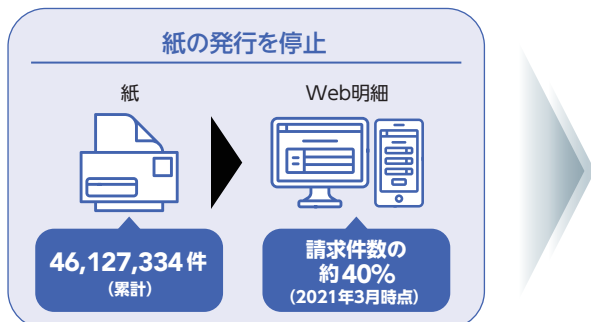 紙の発行を停止
紙
Web明細
46,127,334件
（累計）
請求件数の
約40%
（2021年3月時点）